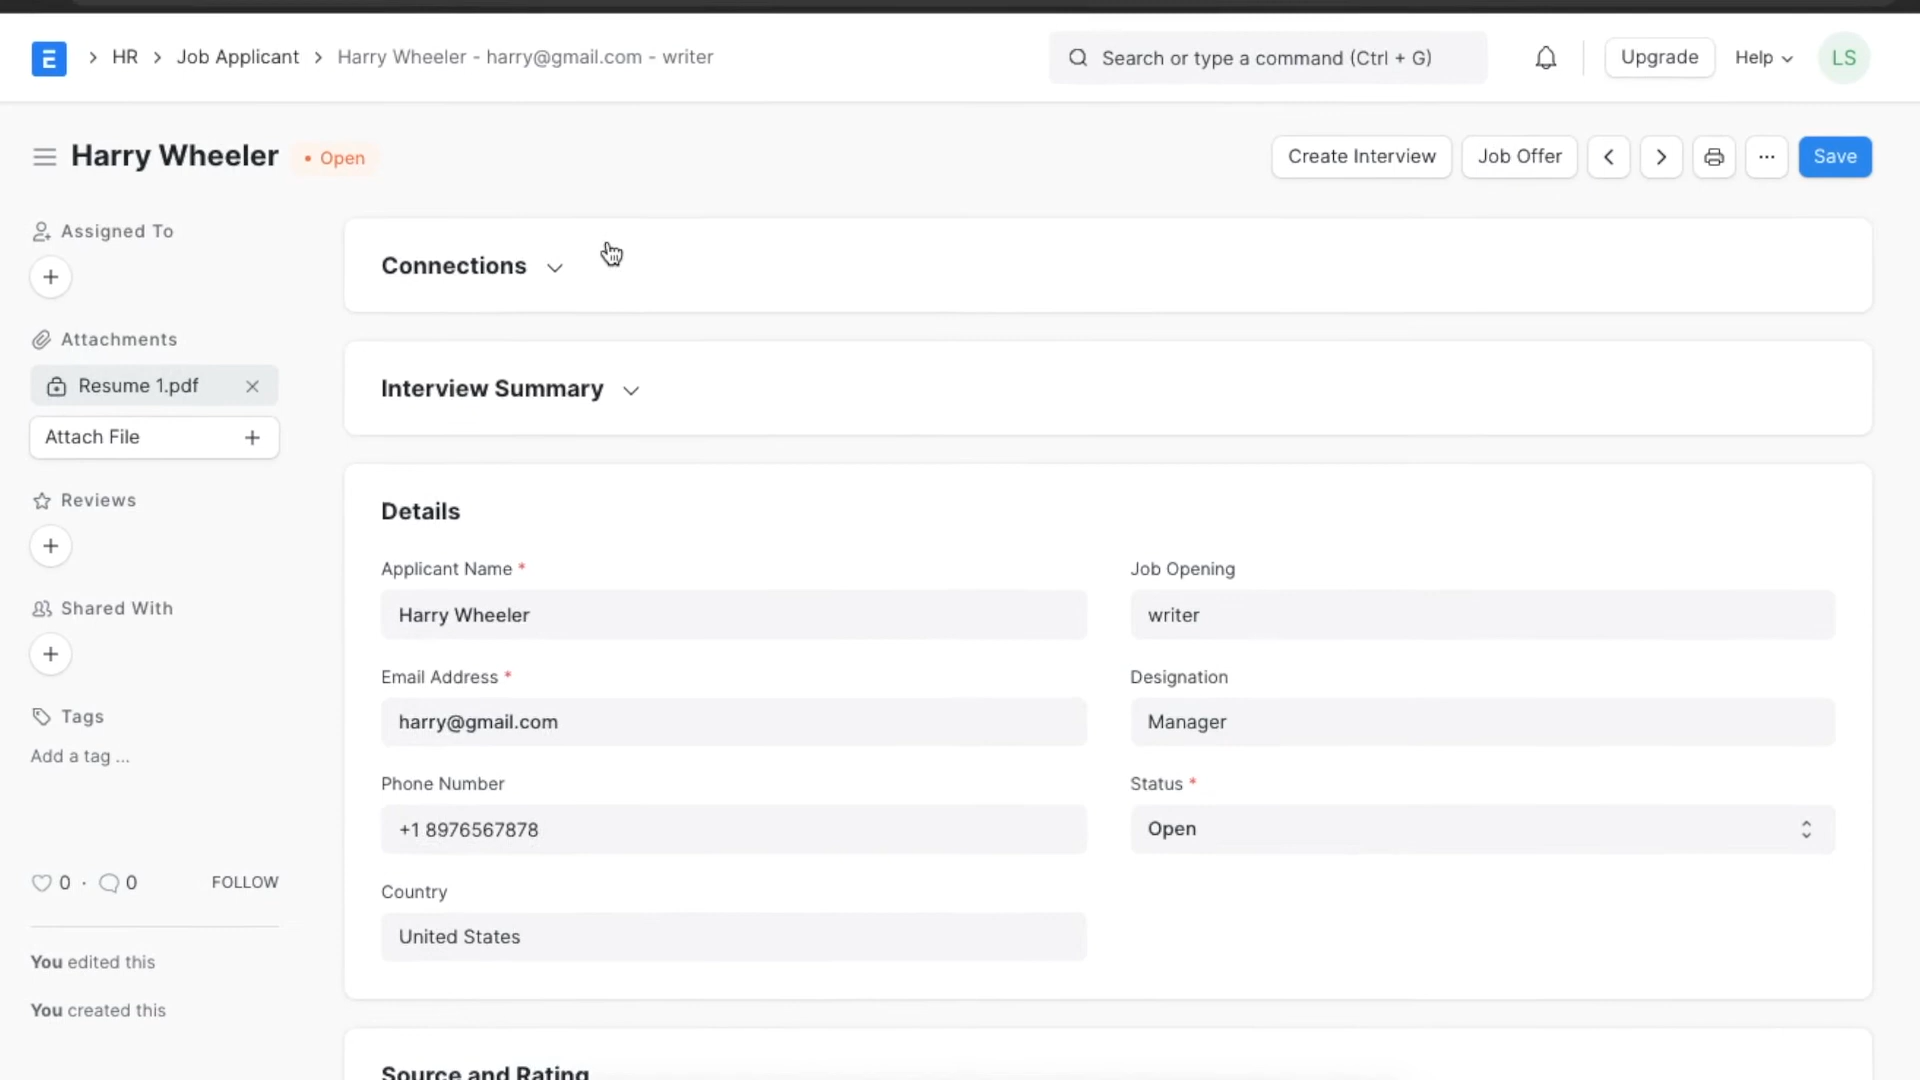 E HR Job Applicant Harry Wheeler - harry@gmail.com - writer Search or type a command (Ctrl + G) Upgrade Help LS
Harry Wheeler • Open Create Interview Job Offer ... Save
Assigned To
+
Attachments
Resume 1.pdf
Attach File +
Reviews
+
Shared With
+
Tags
Add a tag ...
0 · 0 FOLLOW
You edited this
You created this
Connections
Interview Summary
Details
Applicant Name *
Harry Wheeler
Email Address *
harry@gmail.com
Phone Number
+1 8976567878
Country
United States
Job Opening
writer
Designation
Manager
Status *
Open
Source and Rating